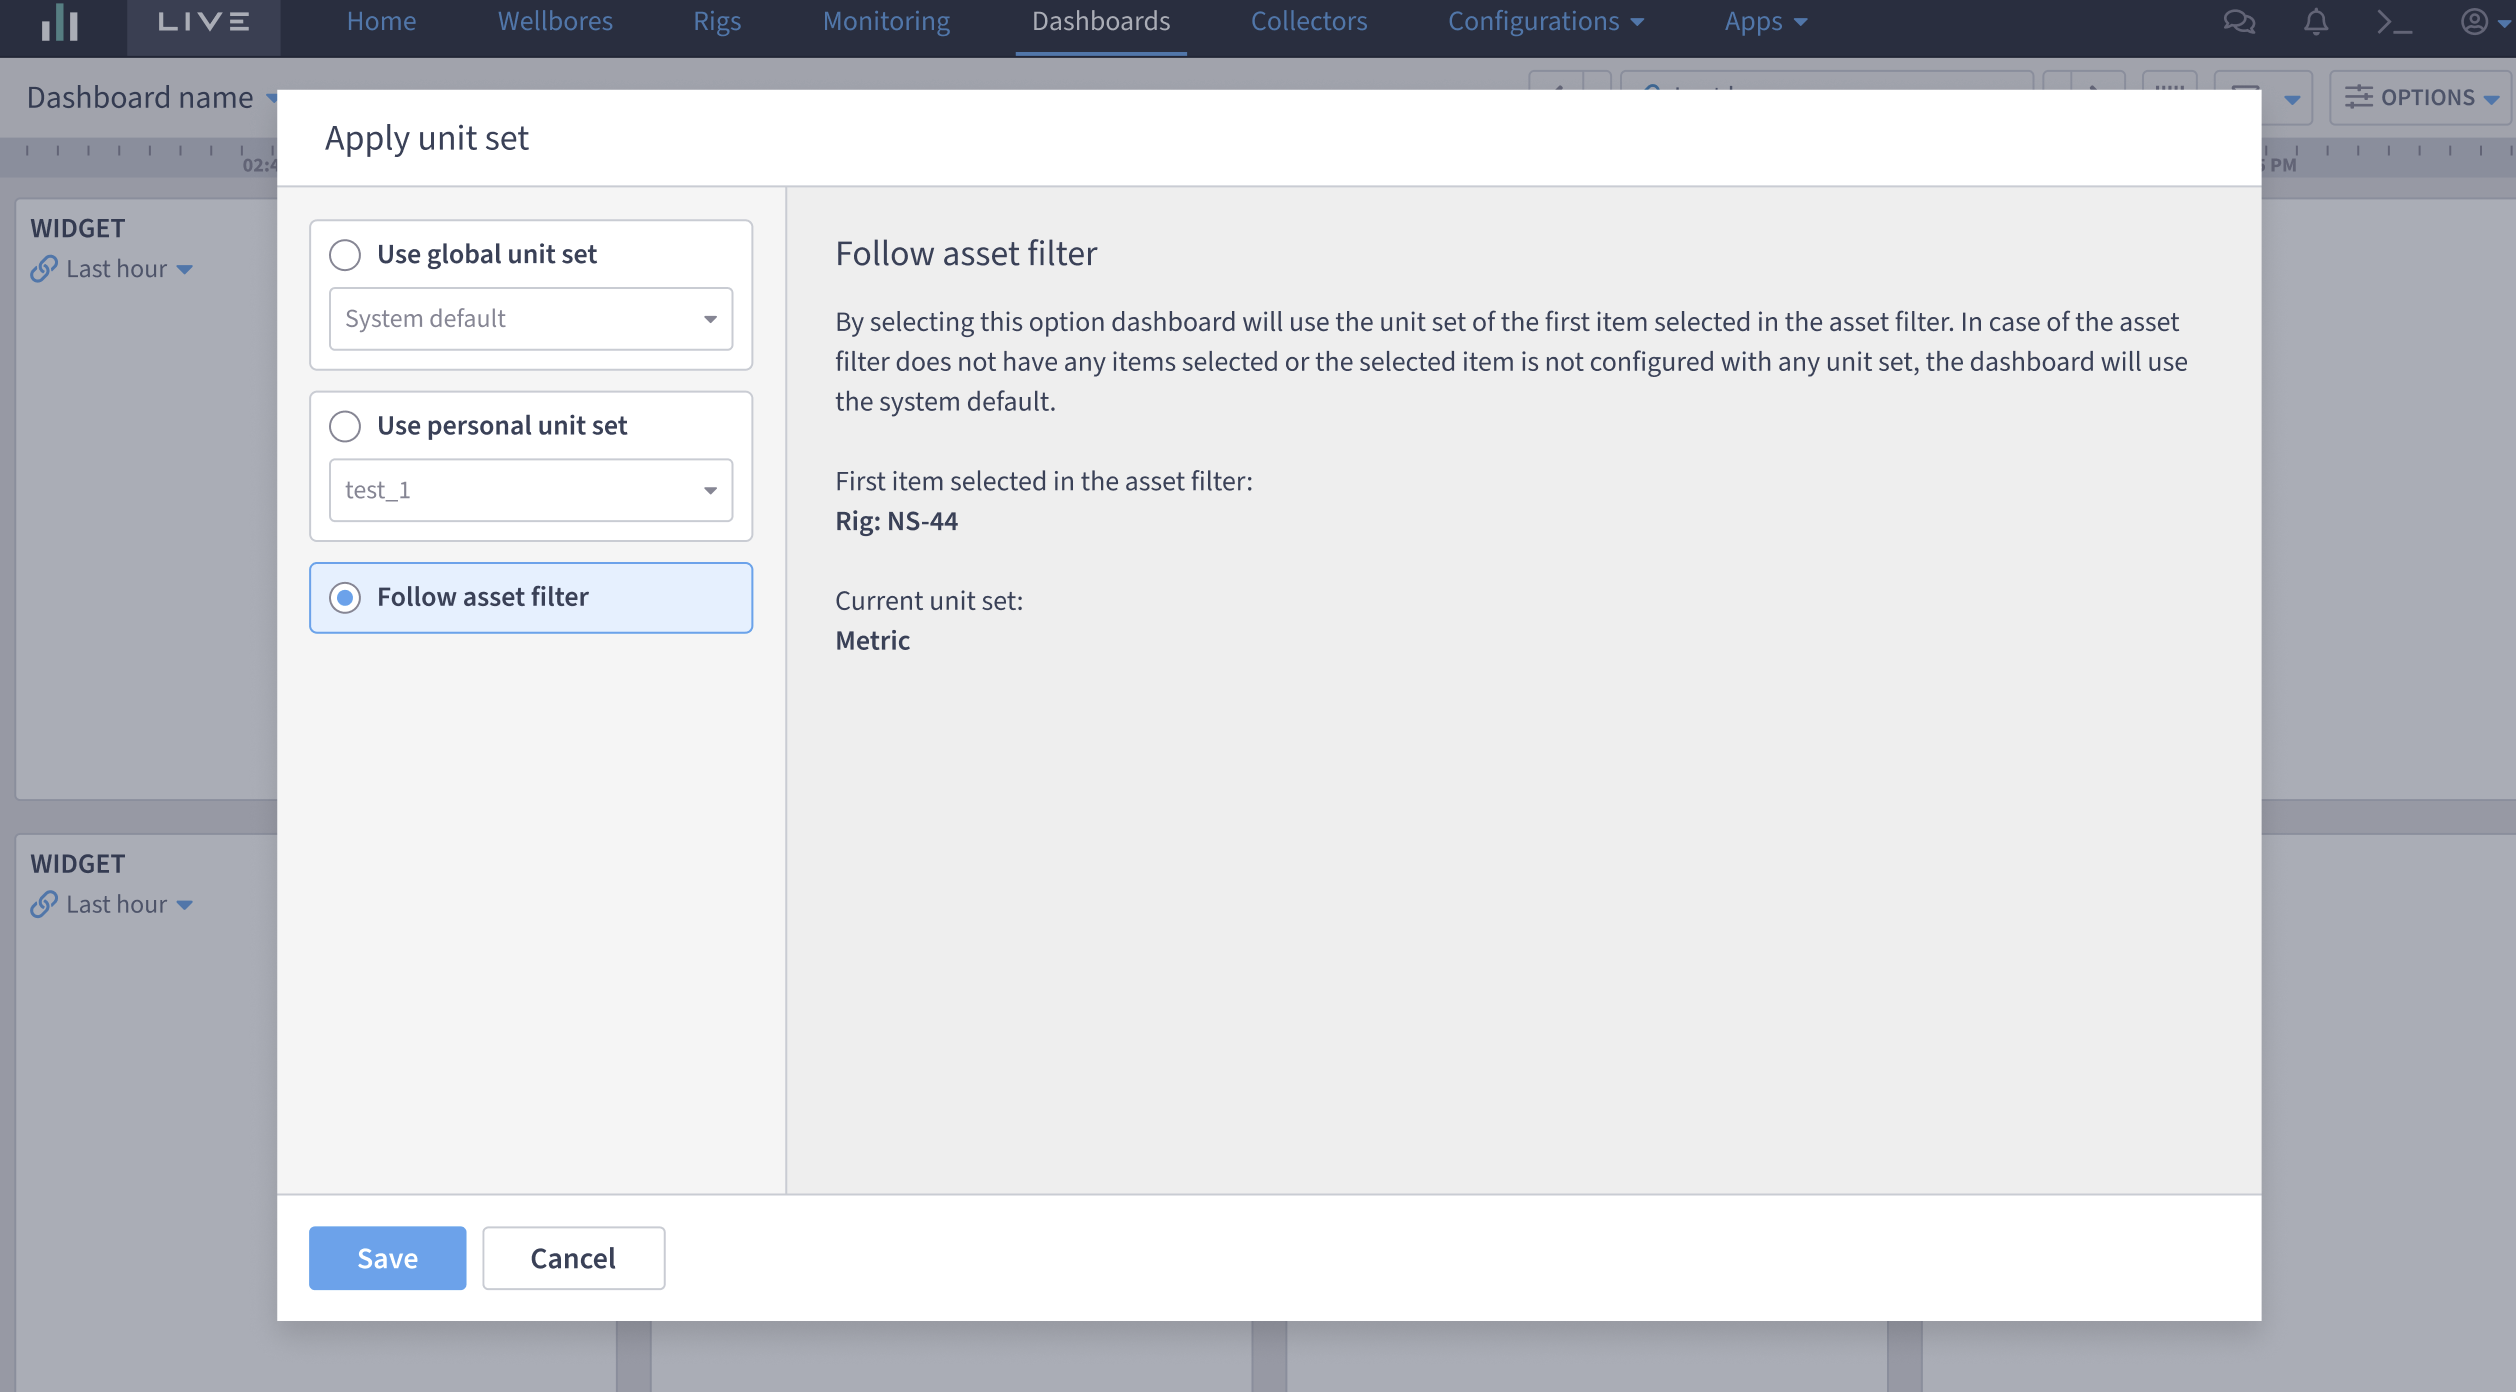 LIVE
Home
Wellbores
Rigs
Monitoring
Dashboards
Collectors
Configurations
Apps
Dashboard name
OPTIONS
PM
WIDGET
Last hour
WIDGET
Last hour
Apply unit set
Use global unit set
System default
Use personal unit set
test_1
Follow asset filter
Follow asset filter
By selecting this option dashboard will use the unit set of the first item selected in the asset filter. In case of the asset
filter does not have any items selected or the selected item is not configured with any unit set, the dashboard will use
the system default.
First item selected in the asset filter:
Rig: NS-44
Current unit set:
Metric
Save
Cancel